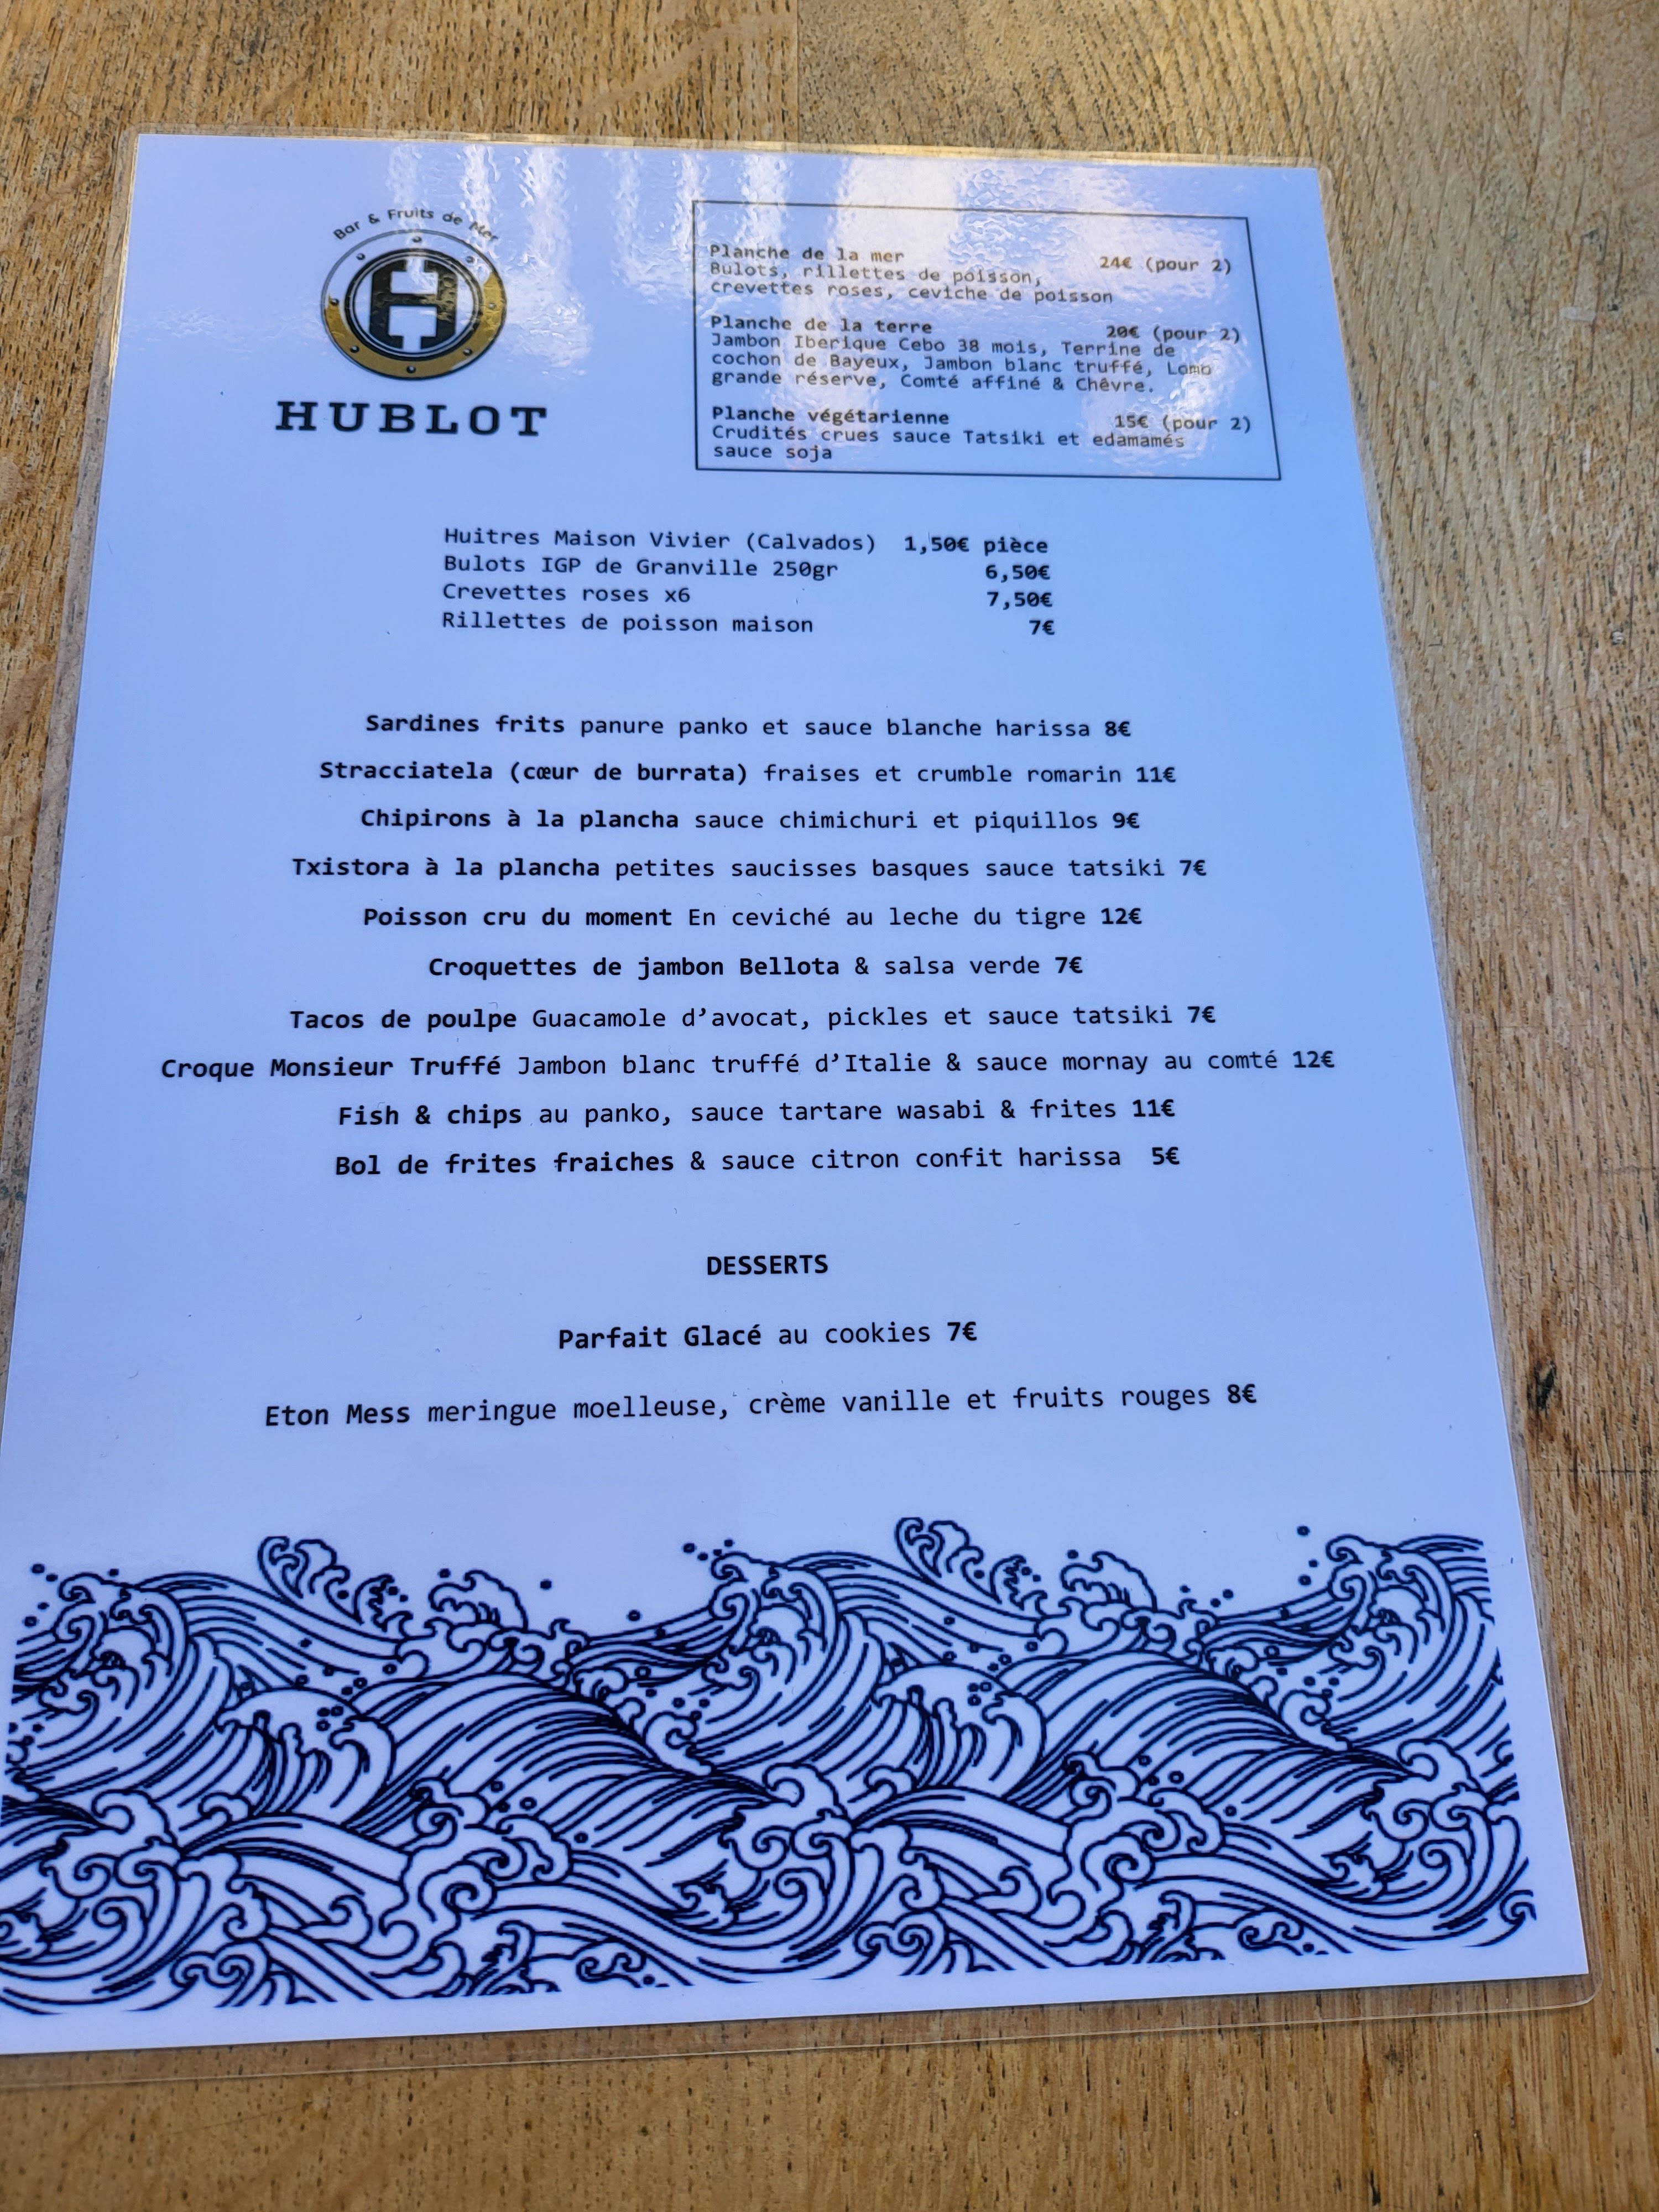 Bar & Fruits de Mer
H
HUBLOT
Planche de la mer 24€ (pour 2)
Bulots, rillettes de poisson,
crevettes roses, ceviche de poisson
Planche de la terre 20€ (pour 2)
Jambon Iberique Cebo 38 mois, Terrine de
cochon de Bayeux, Jambon blanc truffé, Lomo
grande réserve, Comté affiné & Chêvre.
Planche végétarienne 15€ (pour 2)
Crudités crues sauce Tatsiki et edamamés
sauce soja
Huitres Maison Vivier (Calvados) 1,50€ pièce
Bulots IGP de Granville 250gr 6,50€
Crevettes roses x6 7,50€
Rillettes de poisson maison 7€
Sardines frits panure panko et sauce blanche harissa 8€
Stracciatela (cœur de burrata) fraises et crumble romarin 11€
Chipirons à la plancha sauce chimichuri et piquillos 9€
Txistora à la plancha petites saucisses basques sauce tatsiki 7€
Poisson cru du moment En ceviché au leche du tigre 12€
Croquettes de jambon Bellota & salsa verde 7€
Tacos de poulpe Guacamole d’avocat, pickles et sauce tatsiki 7€
Croque Monsieur Truffé Jambon blanc truffé d’Italie & sauce mornay au comté 12€
Fish & chips au panko, sauce tartare wasabi & frites 11€
Bol de frites fraiches & sauce citron confit harissa 5€
DESSERTS
Parfait Glacé au cookies 7€
Eton Mess meringue moelleuse, crème vanille et fruits rouges 8€